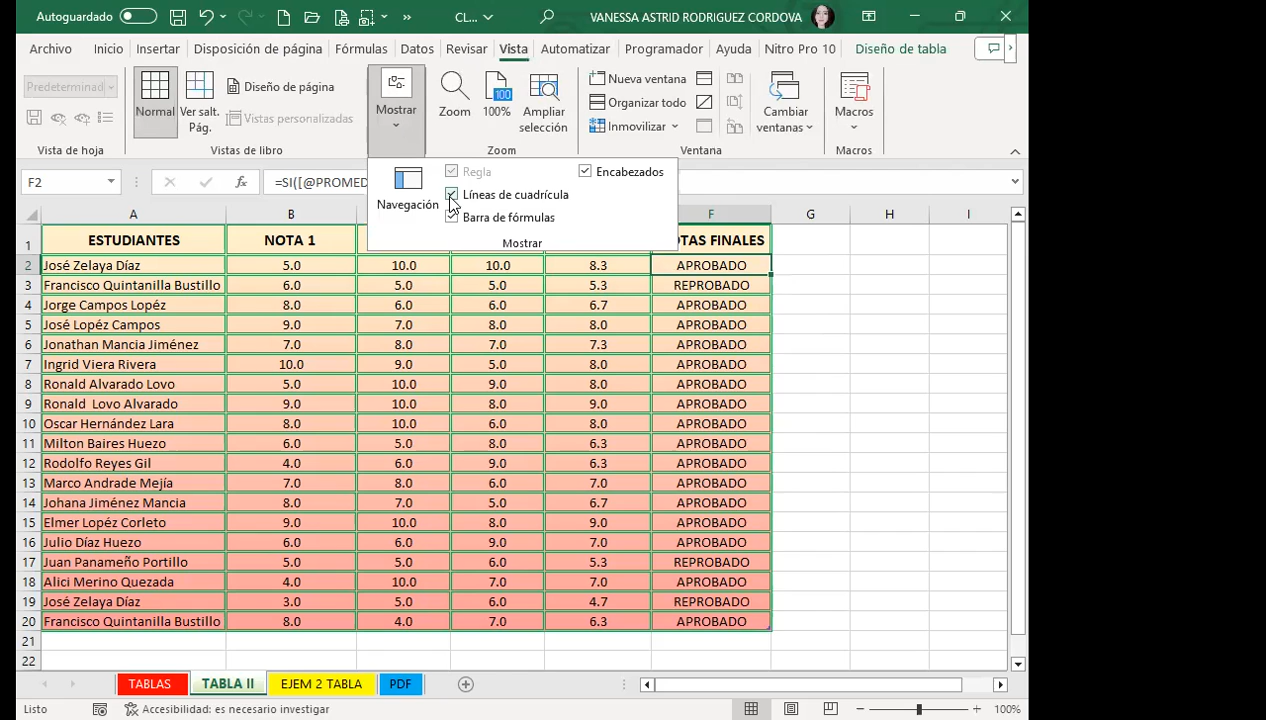 Autoguardado CL... VANESSA ASTRID RODRIGUEZ CORDOVA
Archivo Inicio Insertar Disposición de página Fórmulas Datos Revisar Vista Automatizar Programador Ayuda Nitro Pro 10 Diseño de tabla
Predeterminad Normal Ver salt. Pág. Diseño de página Vistas personalizadas Mostrar Zoom 100 100% Ampliar selección Nueva ventana Organizar todo Inmovilizar Cambiar ventanas Macros
Vista de hoja Vistas de libro Zoom Ventana Macros
F2 fx =SI([@PROMED
Navegación Regla Encabezados
Líneas de cuadrícula
Barra de fórmulas
Mostrar
A B F G H I
1 ESTUDIANTES NOTA 1 OTAS FINALES
2 José Zelaya Díaz 5.0 10.0 10.0 8.3 APROBADO
3 Francisco Quintanilla Bustillo 6.0 5.0 5.0 5.3 REPROBADO
4 Jorge Campos Lopéz 8.0 6.0 6.0 6.7 APROBADO
5 José Lopéz Campos 9.0 7.0 8.0 8.0 APROBADO
6 Jonathan Mancia Jiménez 7.0 8.0 7.0 7.3 APROBADO
7 Ingrid Viera Rivera 10.0 9.0 5.0 8.0 APROBADO
8 Ronald Alvarado Lovo 5.0 10.0 9.0 8.0 APROBADO
9 Ronald Lovo Alvarado 9.0 10.0 8.0 9.0 APROBADO
10 Oscar Hernández Lara 8.0 10.0 6.0 8.0 APROBADO
11 Milton Baires Huezo 6.0 5.0 8.0 6.3 APROBADO
12 Rodolfo Reyes Gil 4.0 6.0 9.0 6.3 APROBADO
13 Marco Andrade Mejía 7.0 8.0 6.0 7.0 APROBADO
14 Johana Jiménez Mancia 8.0 7.0 5.0 6.7 APROBADO
15 Elmer Lopéz Corleto 9.0 10.0 8.0 9.0 APROBADO
16 Julio Díaz Huezo 6.0 6.0 9.0 7.0 APROBADO
17 Juan Panameño Portillo 5.0 5.0 6.0 5.3 REPROBADO
18 Alici Merino Quezada 4.0 10.0 7.0 7.0 APROBADO
19 José Zelaya Díaz 3.0 5.0 6.0 4.7 REPROBADO
20 Francisco Quintanilla Bustillo 8.0 4.0 7.0 6.3 APROBADO
21
22
TABLAS TABLA II EJEM 2 TABLA PDF
Listo Accesibilidad: es necesario investigar 100%